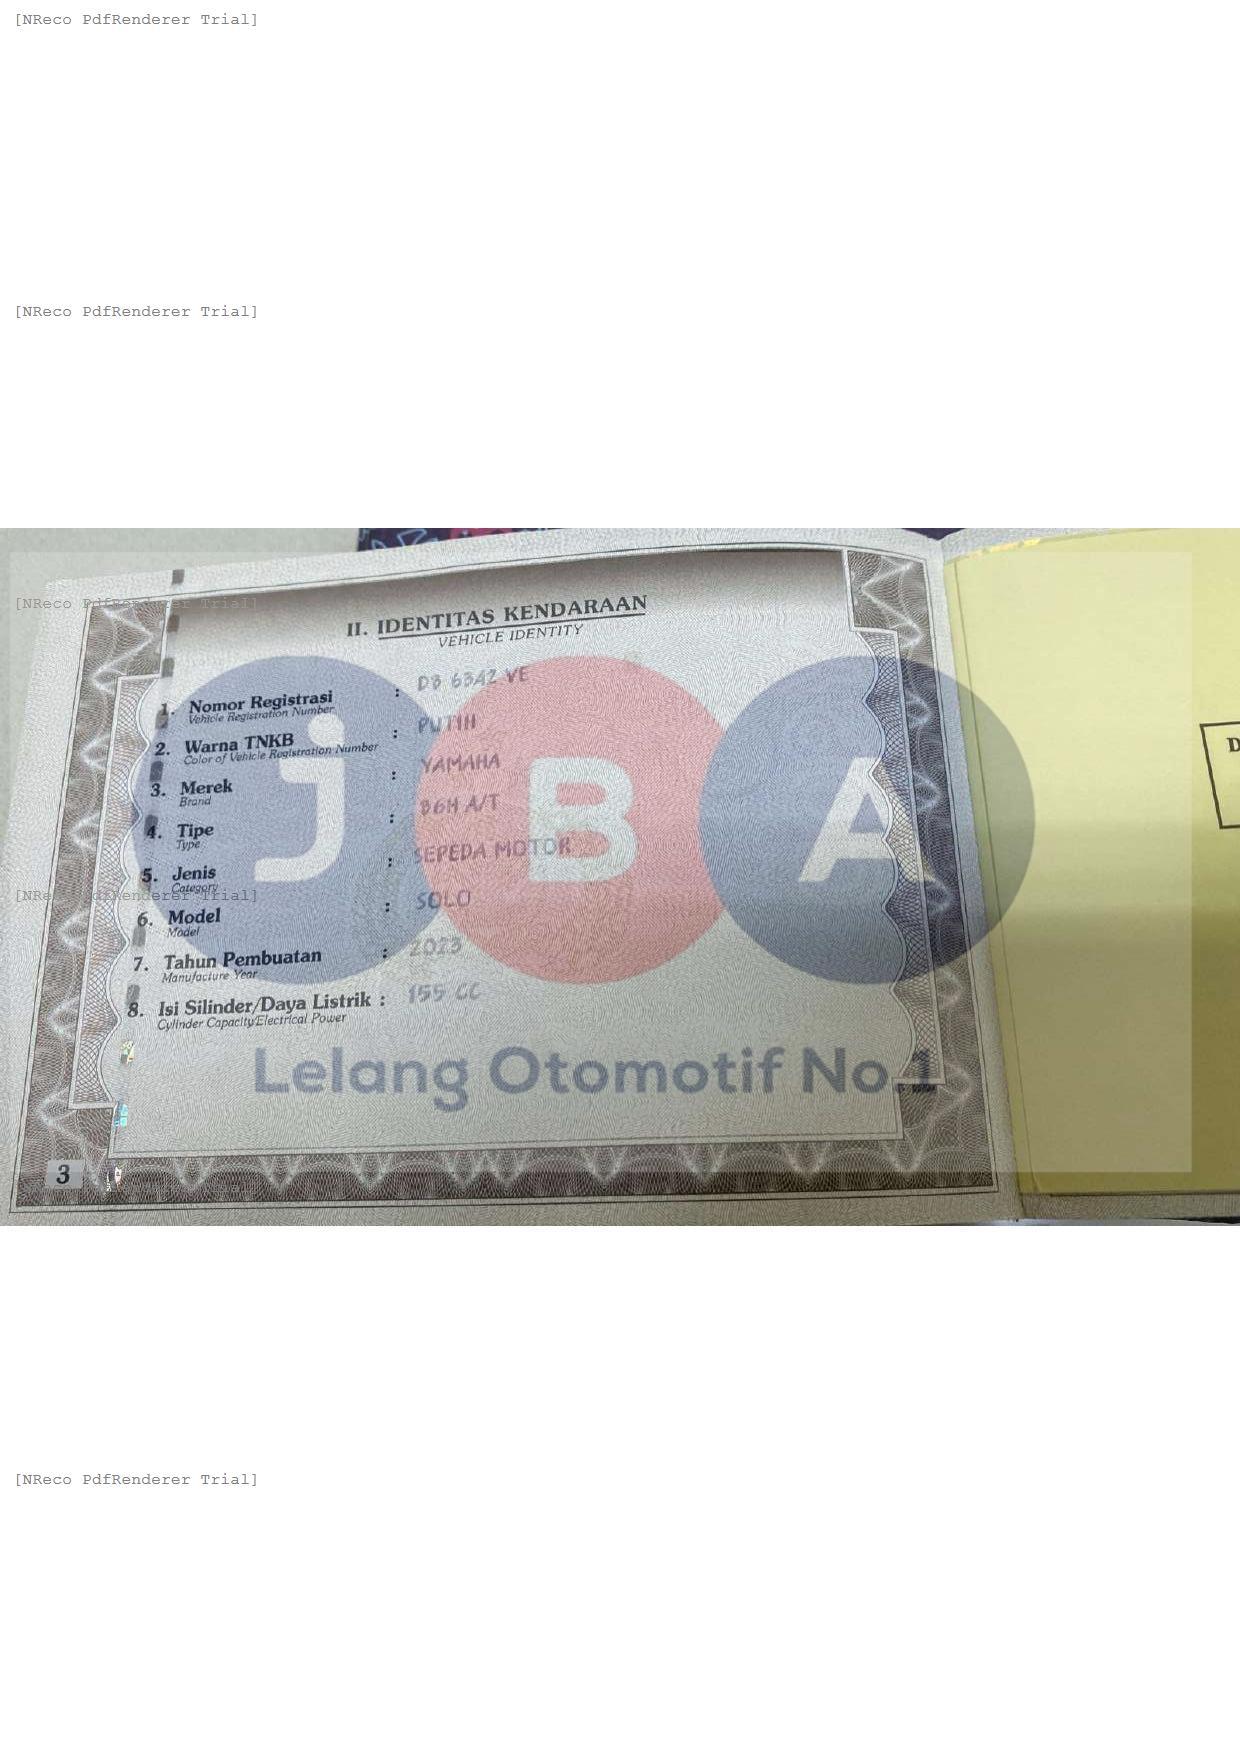 [NReco PdfRenderer Trial]
[NReco PdfRenderer Trial]
[NReco PdfRenderer Trial]
II. IDENTITAS KENDARAAN
VEHICLE IDENTITY
1. Nomor Registrasi : DB 6342 VE
Vehicle Registration Number
2. Warna TNKB : PUTIH
Color of Vehicle Registration Number
3. Merek : YAMAHA
Brand
4. Tipe : B6H A/T
Type
5. Jenis : SEPEDA MOTOR
Category
[NReco PdfRenderer Trial]
6. Model : SOLO
Model
7. Tahun Pembuatan : 2023
Manufacture Year
8. Isi Silinder/Daya Listrik : 155 CC
Cylinder Capacity/Electrical Power
JBA
Lelang Otomotif No.1
3
D
[NReco PdfRenderer Trial]